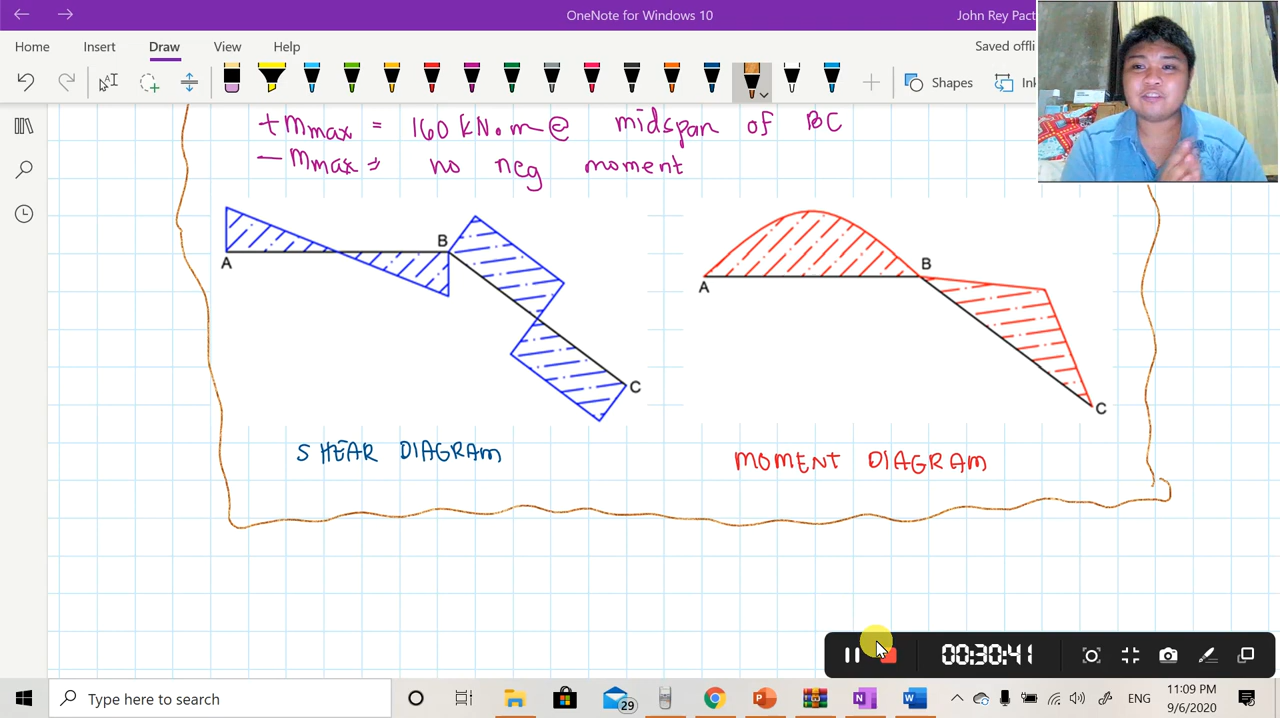 OneNote for Windows 10
John Rey Pact
Home Insert Draw View Help
Saved offli
Shapes
Ink
+Mmax = 160 kN.m @ midspan of BC
-Mmax = no neg moment
A
B
C
A
B
C
SHEAR DIAGRAM
MOMENT DIAGRAM
00:30:41
Type here to search
29
ENG
11:09 PM
9/6/2020